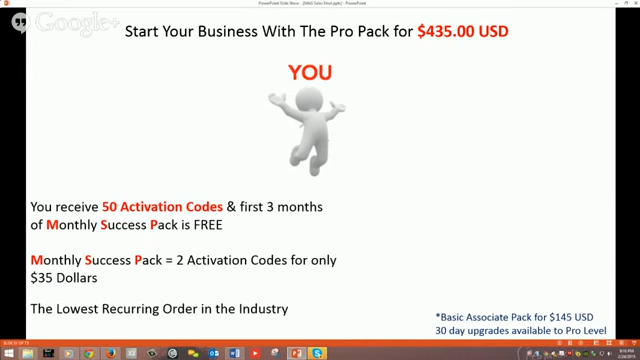 PowerPoint Slide Show - [MAG Sales Final.pptx] - PowerPoint
Google+
Start Your Business With The Pro Pack for $435.00 USD
YOU
You receive 50 Activation Codes & first 3 months
of Monthly Success Pack is FREE
Monthly Success Pack = 2 Activation Codes for only
$35 Dollars
The Lowest Recurring Order in the Industry
*Basic Associate Pack for $145 USD
30 day upgrades available to Pro Level